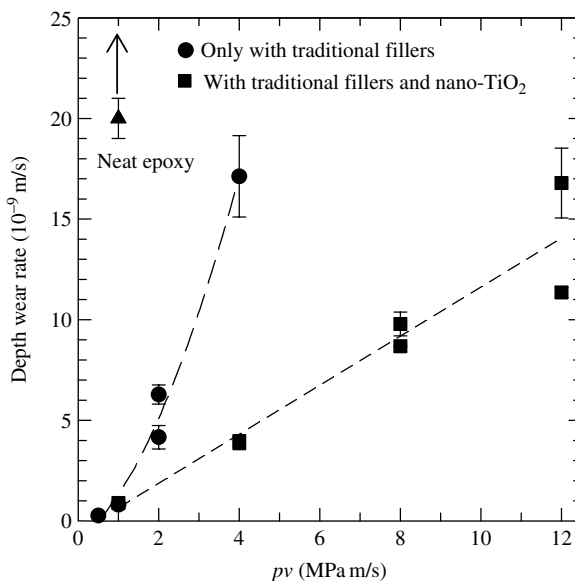 25
20
15
10
5
0
Depth wear rate (10⁻⁹ m/s)
Only with traditional fillers
With traditional fillers and nano-TiO₂
Neat epoxy
0 2 4 6 8 10 12
pv (MPa m/s)